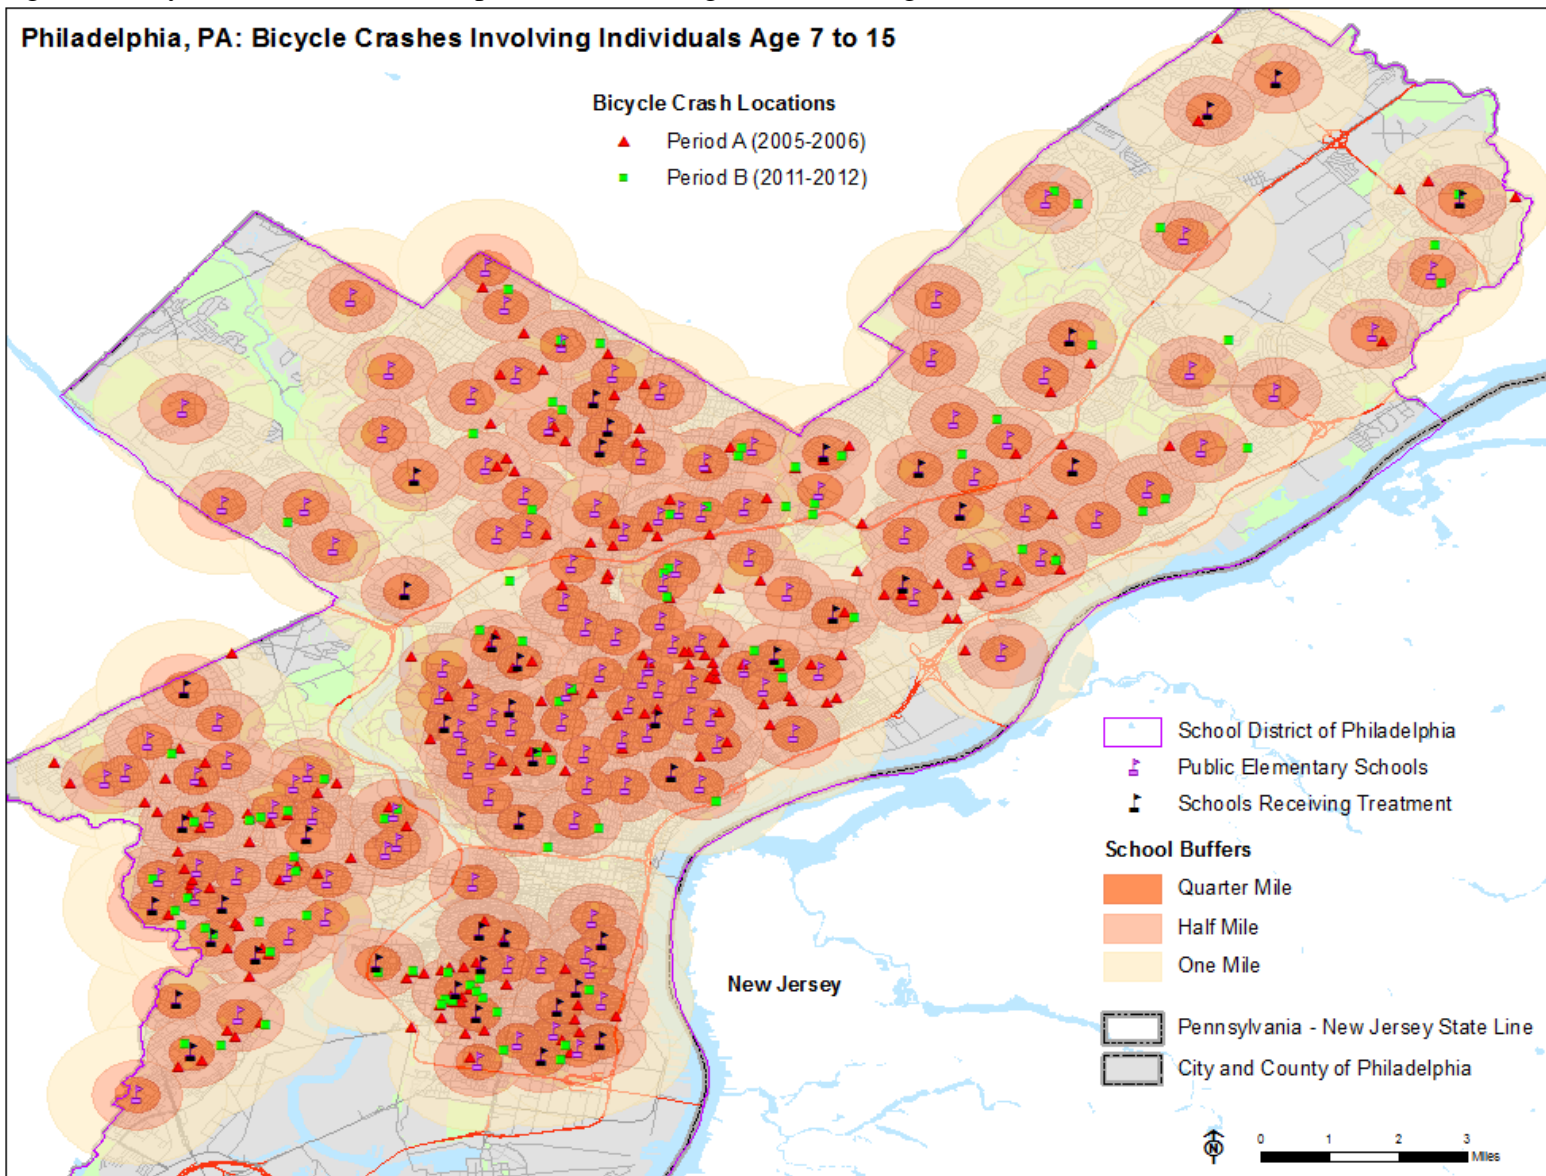 Philadelphia, PA: Bicycle Crashes Involving Individuals Age 7 to 15
Bicycle Crash Locations
Period A (2005-2006)
Period B (2011-2012)
School District of Philadelphia
Public Elementary Schools
Schools Receiving Treatment
School Buffers
Quarter Mile
Half Mile
One Mile
New Jersey
Pennsylvania - New Jersey State Line
City and County of Philadelphia
N
0 1 2 3
Miles